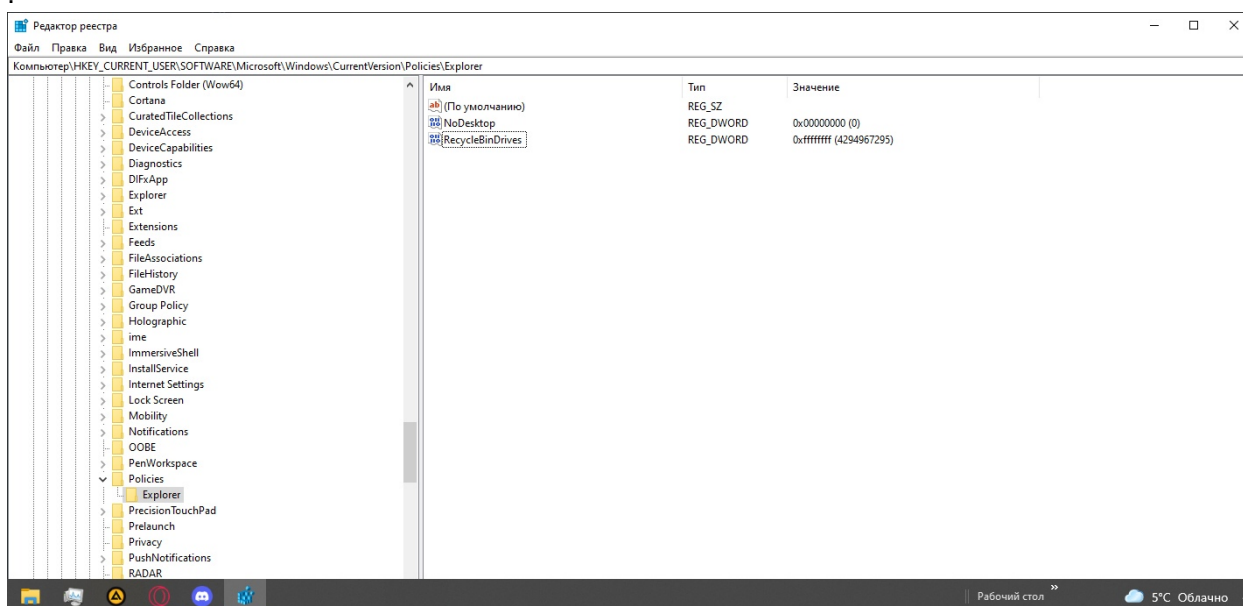 Редактор реестра
Файл Правка Вид Избранное Справка
Компьютер\HKEY_CURRENT_USER\SOFTWARE\Microsoft\Windows\CurrentVersion\Policies\Explorer
Controls Folder (Wow64)
Cortana
CuratedTileCollections
DeviceAccess
DeviceCapabilities
Diagnostics
DIFxApp
Explorer
Ext
Extensions
Feeds
FileAssociations
FileHistory
GameDVR
Group Policy
Holographic
ime
ImmersiveShell
InstallService
Internet Settings
Lock Screen
Mobility
Notifications
OOBE
PenWorkspace
Policies
Explorer
PrecisionTouchPad
Prelaunch
Privacy
PushNotifications
RADAR
Имя Тип Значение
(По умолчанию) REG_SZ
NoDesktop REG_DWORD 0x00000000 (0)
RecycleBinDrives REG_DWORD 0xffffffff (4294967295)
Рабочий стол » 5°C Облачно